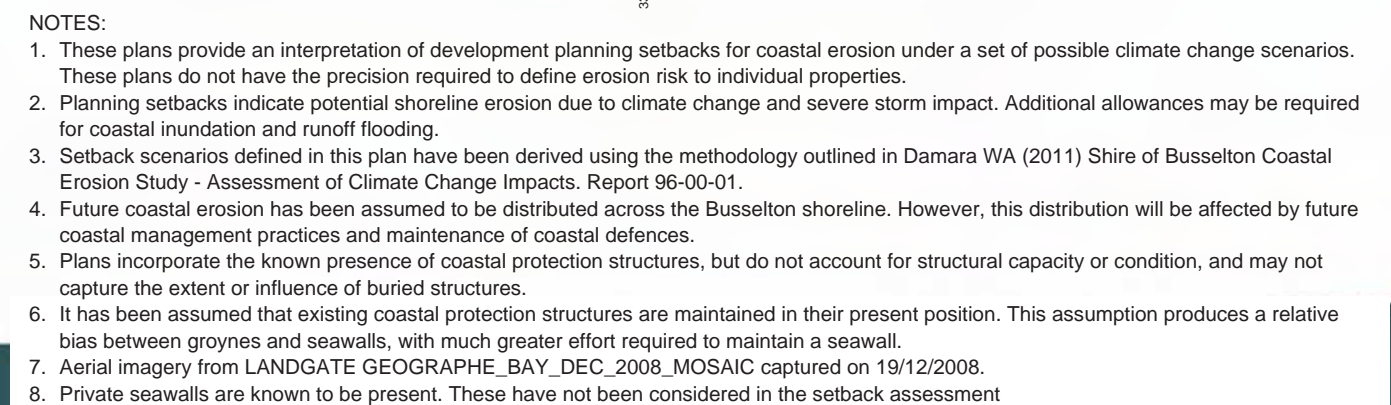 NOTES:
1. These plans provide an interpretation of development planning setbacks for coastal erosion under a set of possible climate change scenarios.
These plans do not have the precision required to define erosion risk to individual properties.
2. Planning setbacks indicate potential shoreline erosion due to climate change and severe storm impact. Additional allowances may be required
for coastal inundation and runoff flooding.
3. Setback scenarios defined in this plan have been derived using the methodology outlined in Damara WA (2011) Shire of Busselton Coastal
Erosion Study - Assessment of Climate Change Impacts. Report 96-00-01.
4. Future coastal erosion has been assumed to be distributed across the Busselton shoreline. However, this distribution will be affected by future
coastal management practices and maintenance of coastal defences.
5. Plans incorporate the known presence of coastal protection structures, but do not account for structural capacity or condition, and may not
capture the extent or influence of buried structures.
6. It has been assumed that existing coastal protection structures are maintained in their present position. This assumption produces a relative
bias between groynes and seawalls, with much greater effort required to maintain a seawall.
7. Aerial imagery from LANDGATE GEOGRAPHE_BAY_DEC_2008_MOSAIC captured on 19/12/2008.
8. Private seawalls are known to be present. These have not been considered in the setback assessment